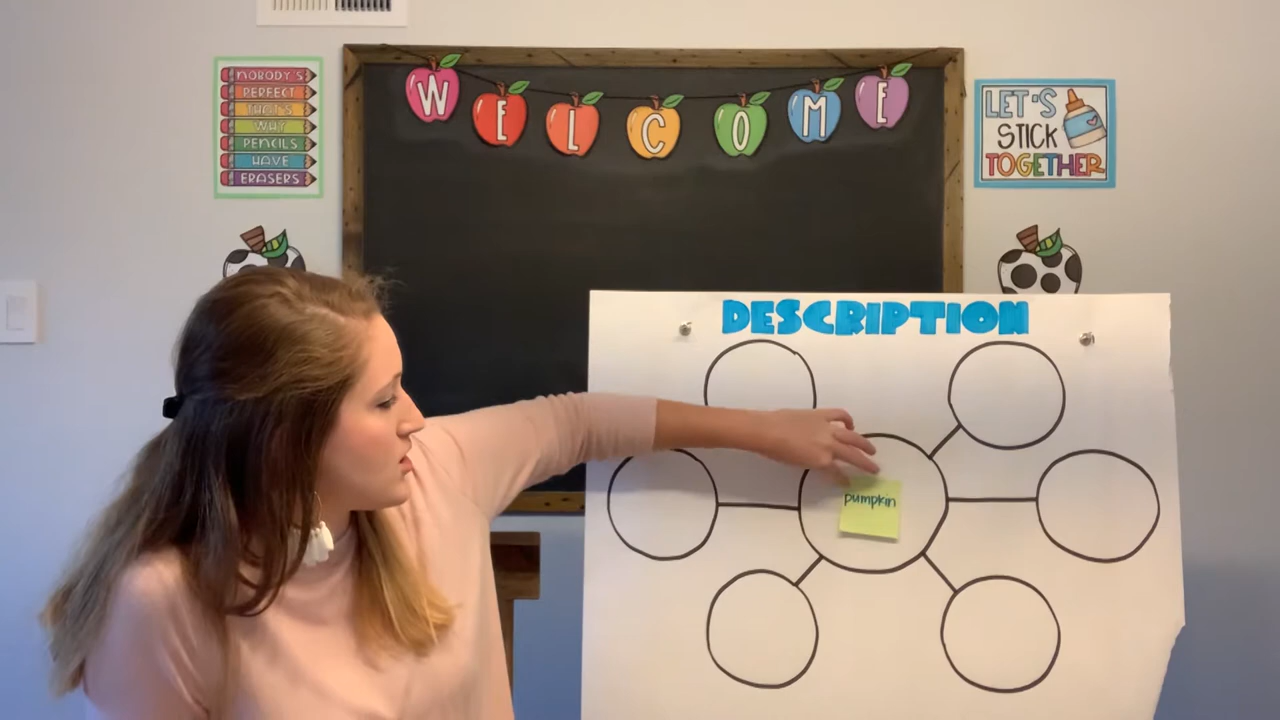 NOBODY'S
PERFECT
THAT'S
WHY
PENCILS
HAVE
ERASERS
WELCOME
LET'S
STICK
TOGETHER
DESCRIPTION
pumpkin